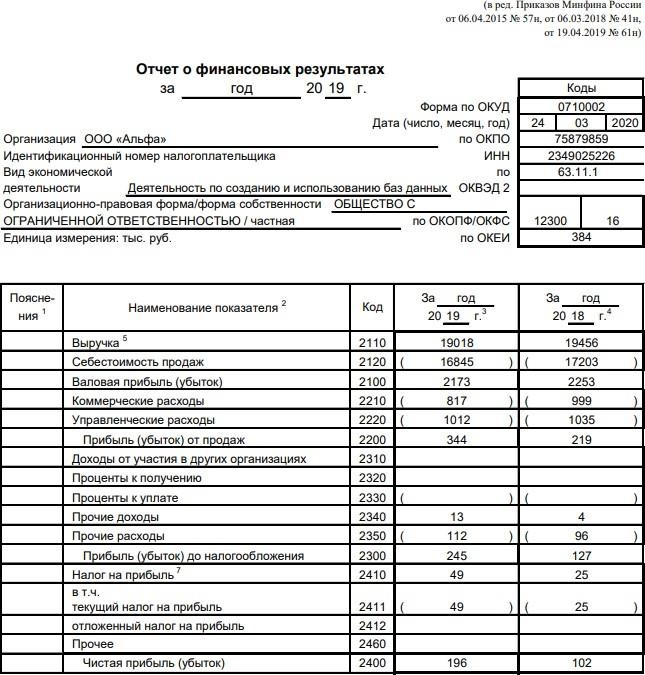 (в ред. Приказов Минфина России
от 06.04.2015 № 57н, от 06.03.2018 № 41н,
от 19.04.2019 № 61н)
Отчет о финансовых результатах
за год 20 19 г.
Коды
Форма по ОКУД 0710002
Дата (число, месяц, год) 24 03 2020
Организация ООО «Альфа» по ОКПО 75879859
Идентификационный номер налогоплательщика ИНН 2349025226
Вид экономической по 63.11.1
деятельности Деятельность по созданию и использованию баз данных ОКВЭД 2
Организационно-правовая форма/форма собственности ОБЩЕСТВО С
ОГРАНИЧЕННОЙ ОТВЕТСТВЕННОСТЬЮ / частная по ОКОПФ/ОКФС 12300 16
Единица измерения: тыс. руб. по ОКЕИ 384
Поясне- За год За год
ния 1 Наименование показателя 2 Код 20 19 г.3 20 18 г.4
Выручка 5 2110 19018 19456
Себестоимость продаж 2120 ( 16845 ) ( 17203 )
Валовая прибыль (убыток) 2100 2173 2253
Коммерческие расходы 2210 ( 817 ) ( 999 )
Управленческие расходы 2220 ( 1012 ) ( 1035 )
Прибыль (убыток) от продаж 2200 344 219
Доходы от участия в других организациях 2310
Проценты к получению 2320
Проценты к уплате 2330 ( ) ( )
Прочие доходы 2340 13 4
Прочие расходы 2350 ( 112 ) ( 96 )
Прибыль (убыток) до налогообложения 2300 245 127
Налог на прибыль 7 2410 49 25
в т.ч.
текущий налог на прибыль 2411 ( 49 ) ( 25 )
отложенный налог на прибыль 2412
Прочее 2460
Чистая прибыль (убыток) 2400 196 102